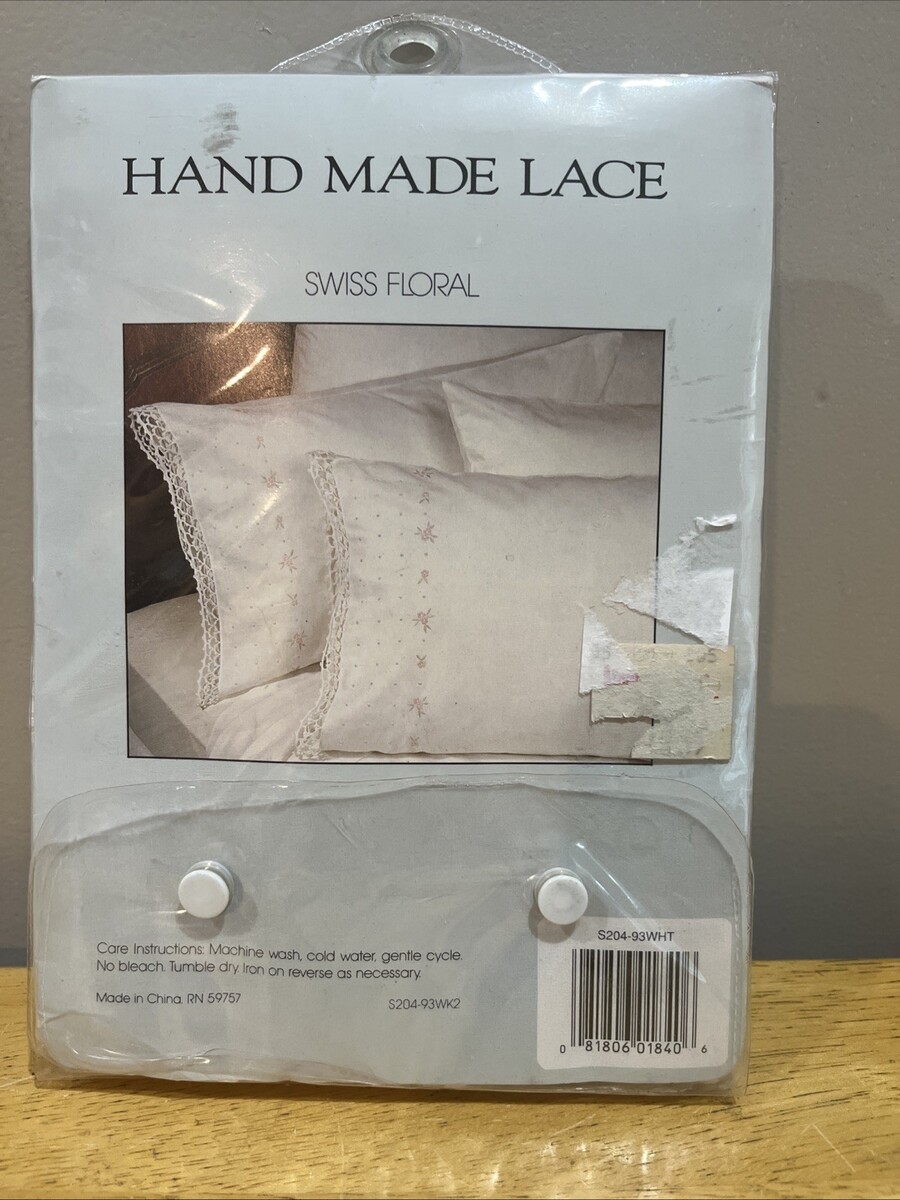 HAND MADE LACE
SWISS FLORAL
Care Instructions: Machine wash, cold water, gentle cycle.
No bleach. Tumble dry. Iron on reverse as necessary.
Made in China. RN 59757
S204-93WK2
S204-93WHT
0 81806 01840 6